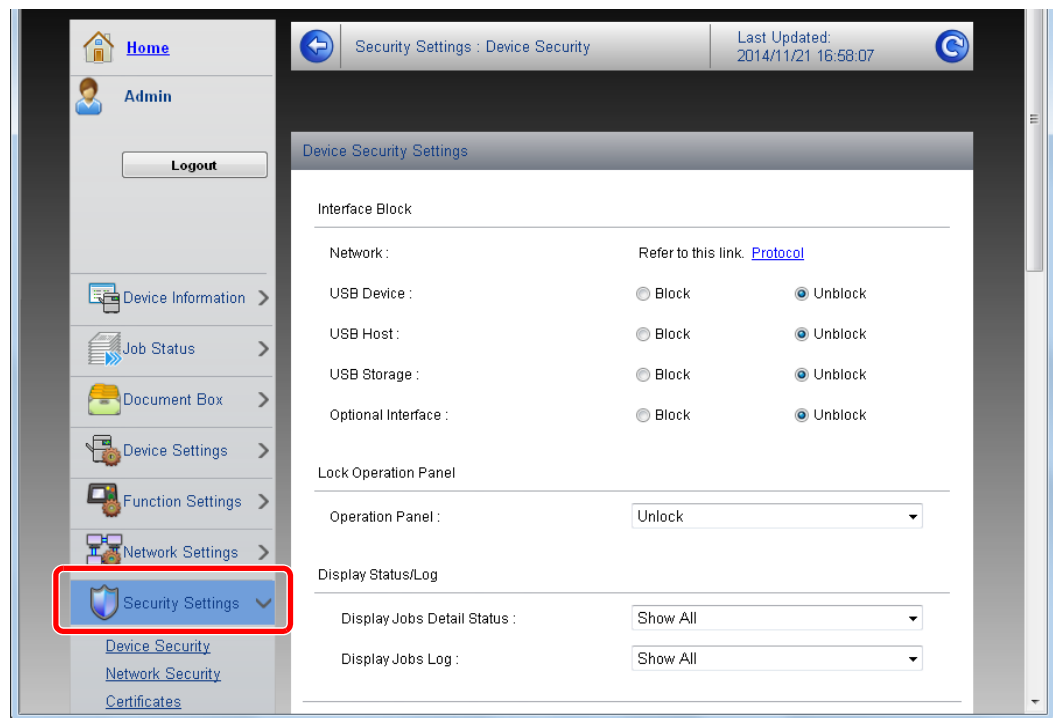 Home
Admin
Logout
Device Information
Job Status
Document Box
Device Settings
Function Settings
Network Settings
Security Settings
Device Security
Network Security
Certificates
Security Settings : Device Security
Last Updated:
2014/11/21 16:58:07
Device Security Settings
Interface Block
Network : Refer to this link. Protocol
USB Device : Block Unblock
USB Host : Block Unblock
USB Storage : Block Unblock
Optional Interface : Block Unblock
Lock Operation Panel
Operation Panel : Unlock
Display Status/Log
Display Jobs Detail Status : Show All
Display Jobs Log : Show All